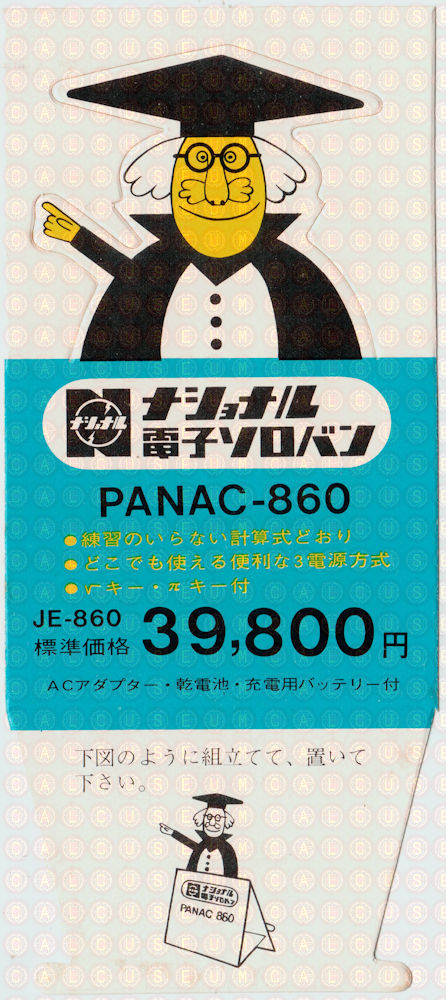 ナショナル
ナショナル
電子ソロバン
PANAC-860
●練習のいらない計算式どおり
●どこでも使える便利な3電源方式
●√キー・πキー付
JE-860
標準価格 39,800円
ACアダプター・乾電池・充電用バッテリー付
下図のように組立てて、置いて
下さい。
ナショナル
電子ソロバン
PANAC 860
CALCUSEUM